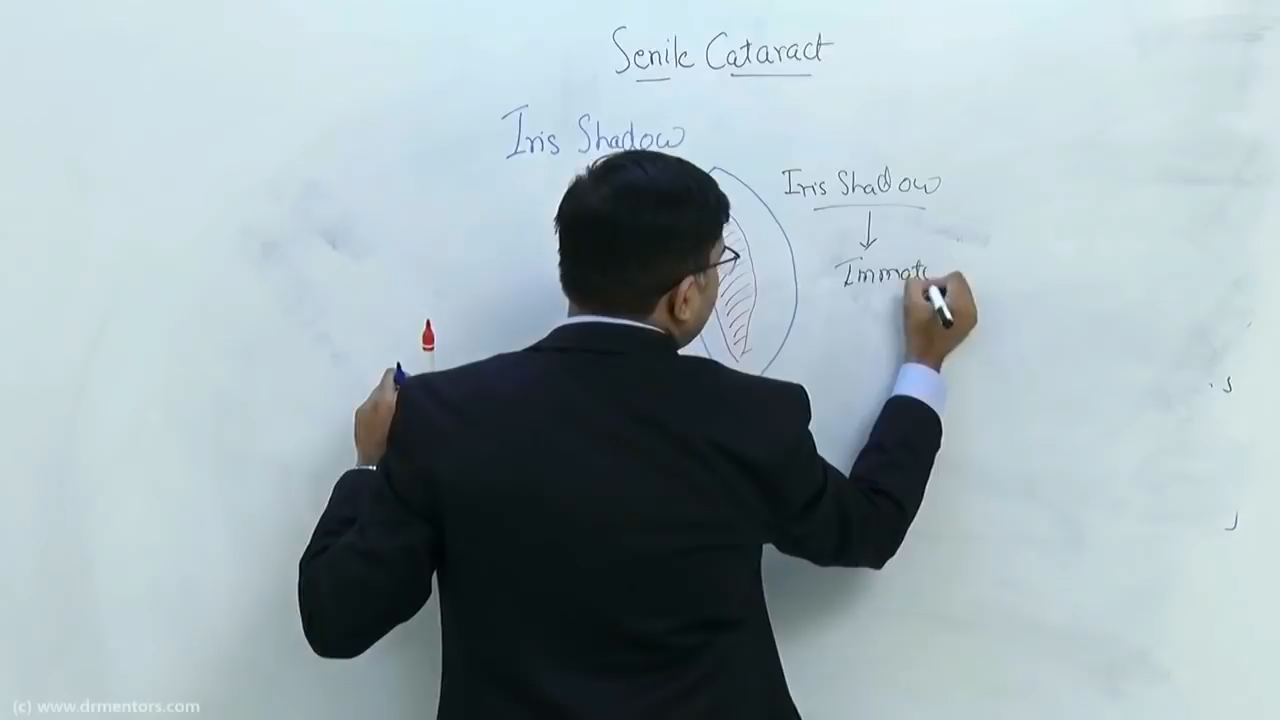 Senile Cataract
Iris Shadow
Iris Shadow
Immat
(c) www.drmentors.com